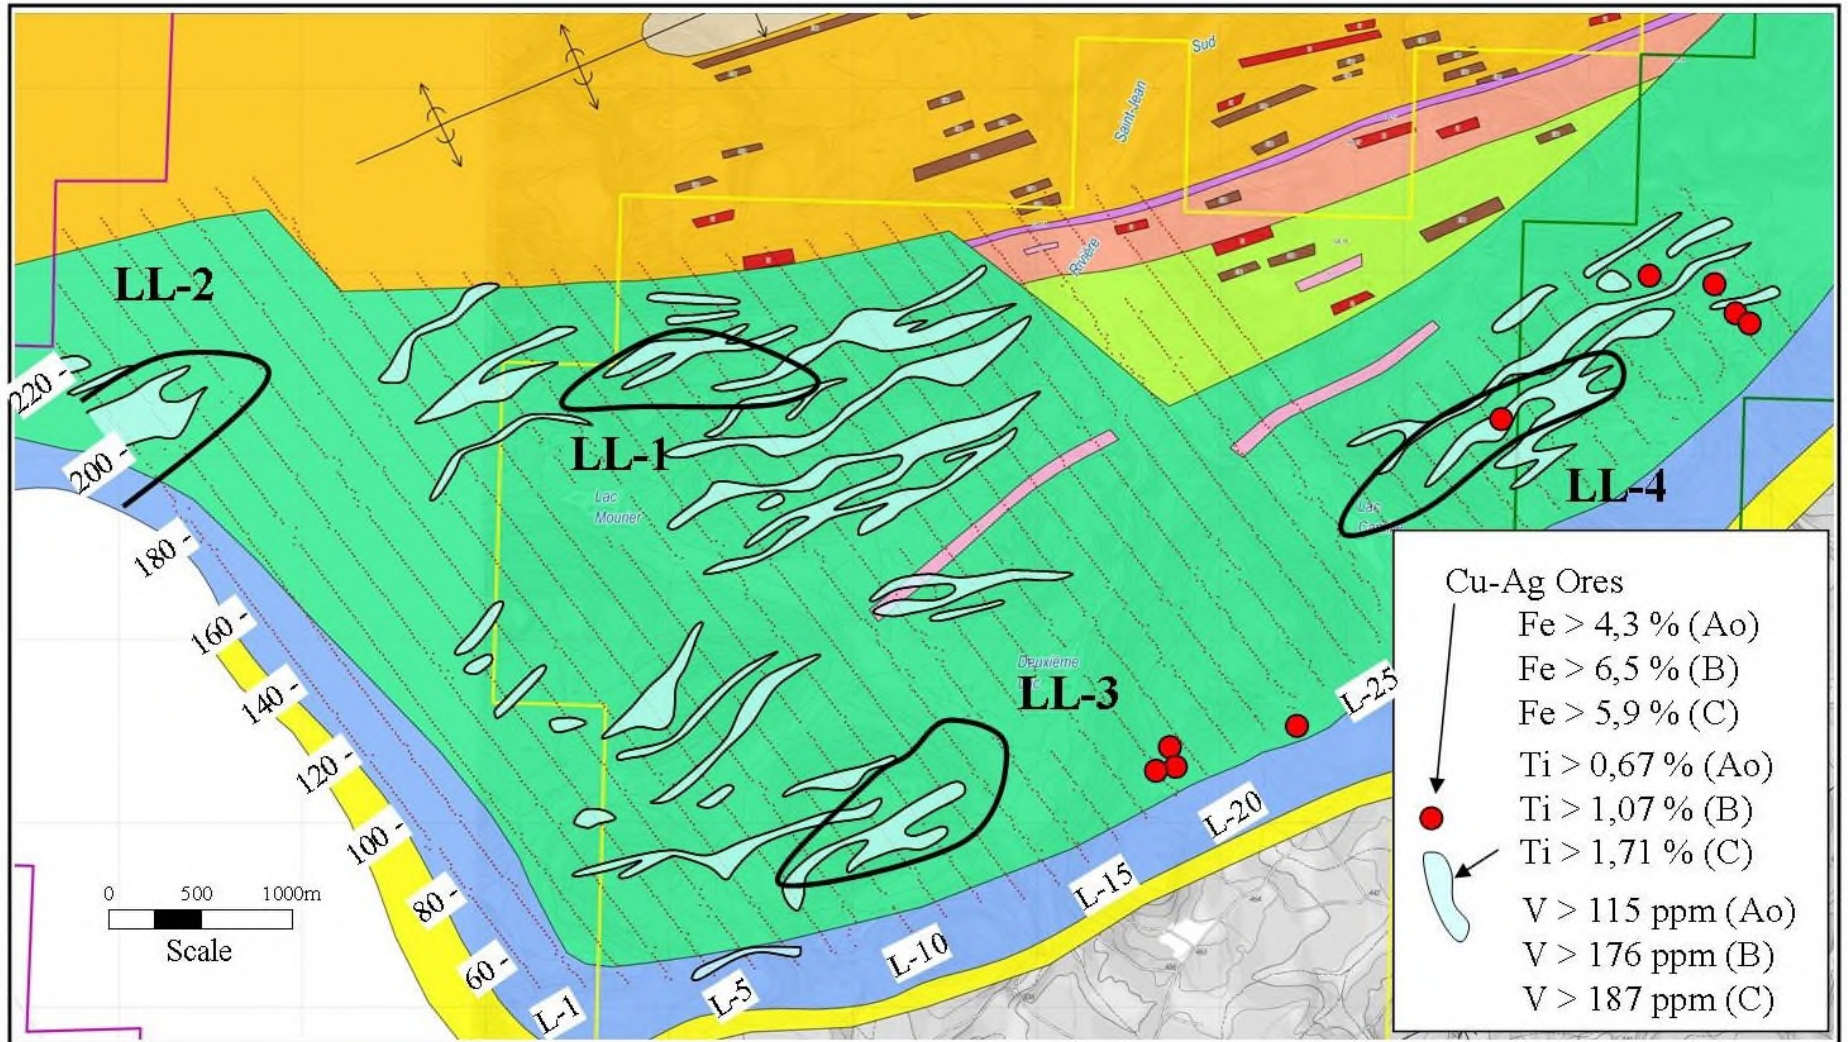 Sud
Saint-Jean
Rivière
LL-2
220 -
LL-1
200 -
LL-4
Lac
Mourier
Lac
180 -
160 -
Deuxième
LL-3
140 -
L-25
120 -
100 -
L-20
80 -
L-15
60 -
L-10
L-5
L-1
0 500 1000m
Scale
Cu-Ag Ores
Fe > 4,3 % (Ao)
Fe > 6,5 % (B)
Fe > 5,9 % (C)
Ti > 0,67 % (Ao)
Ti > 1,07 % (B)
Ti > 1,71 % (C)
V > 115 ppm (Ao)
V > 176 ppm (B)
V > 187 ppm (C)